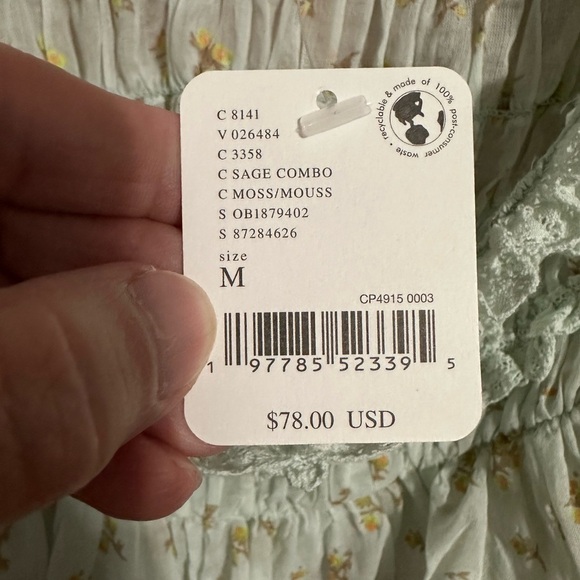 C 8141
V 026484
C 3358
C SAGE COMBO
C MOSS/MOUSS
S OB1879402
S 87284626
size
M
recyclable & made of 100% post-consumer waste •
CP4915 0003
1 97785 52339 5
$78.00 USD